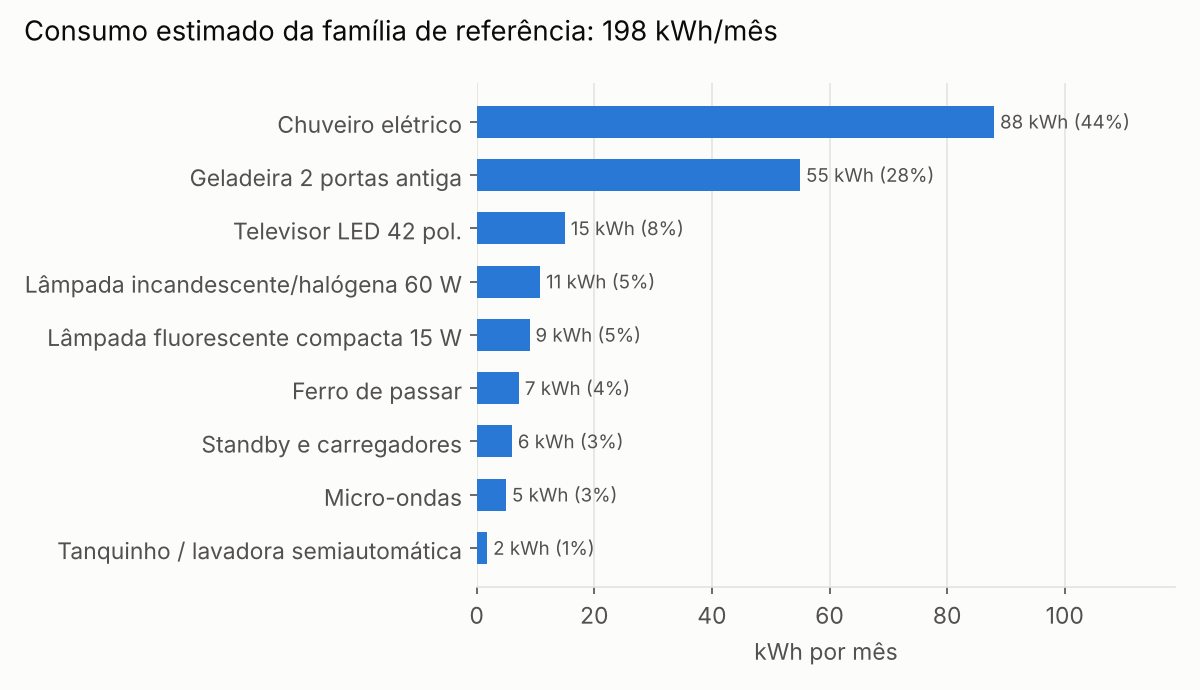 Consumo estimado da família de referência: 198 kWh/mês
Chuveiro elétrico 88 kWh (44%)
Geladeira 2 portas antiga 55 kWh (28%)
Televisor LED 42 pol. 15 kWh (8%)
Lâmpada incandescente/halógena 60 W 11 kWh (5%)
Lâmpada fluorescente compacta 15 W 9 kWh (5%)
Ferro de passar 7 kWh (4%)
Standby e carregadores 6 kWh (3%)
Micro-ondas 5 kWh (3%)
Tanquinho / lavadora semiautomática 2 kWh (1%)
0 20 40 60 80 100
kWh por mês